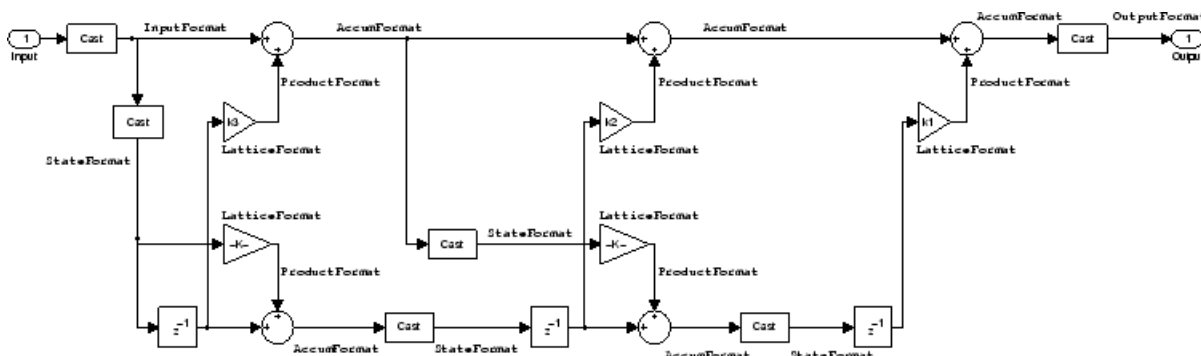 InputFormat
AccumFormat
AccumFormat
AccumFormat
OutputFormat
1
Cast
+
+
+
+
+
+
Cast
1
Input
Output
ProductFormat
ProductFormat
ProductFormat
Cast
k3
k2
k1
StateFormat
LatticeFormat
LatticeFormat
LatticeFormat
LatticeFormat
LatticeFormat
-K-
Cast
StateFormat
-K-
ProductFormat
ProductFormat
z-1
+
+
Cast
z-1
+
+
Cast
z-1
AccumFormat
StateFormat
AccumFormat
StateFormat